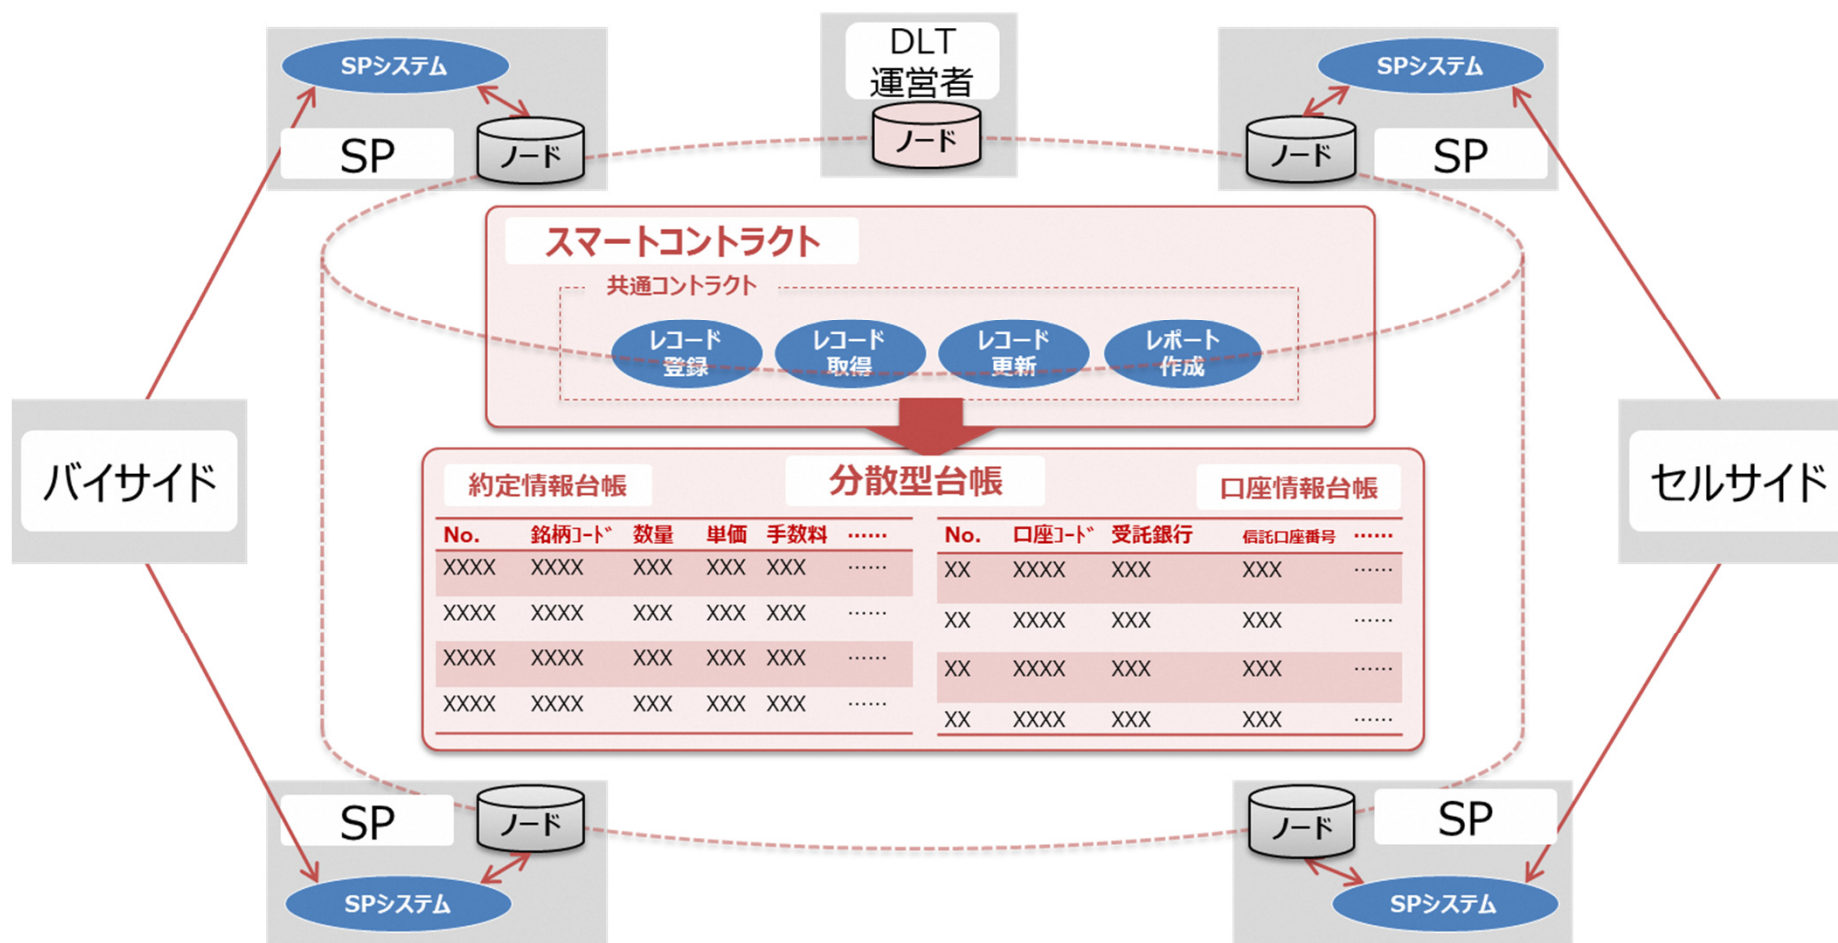 DLT
運営者
ノード
SPシステム
SP
ノード
SPシステム
ノード
SP
スマートコントラクト
共通コントラクト
レコード
登録
レコード
取得
レコード
更新
レポート
作成
バイサイド
セルサイド
分散型台帳
約定情報台帳
No. 銘柄ｺｰﾄﾞ 数量 単価 手数料 ……
XXXX XXXX XXX XXX XXX ……
XXXX XXXX XXX XXX XXX ……
XXXX XXXX XXX XXX XXX ……
XXXX XXXX XXX XXX XXX ……
口座情報台帳
No. 口座ｺｰﾄﾞ 受託銀行 信託口座番号 ……
XX XXXX XXX XXX ……
XX XXXX XXX XXX ……
XX XXXX XXX XXX ……
XX XXXX XXX XXX ……
SP
ノード
SPシステム
ノード
SP
SPシステム